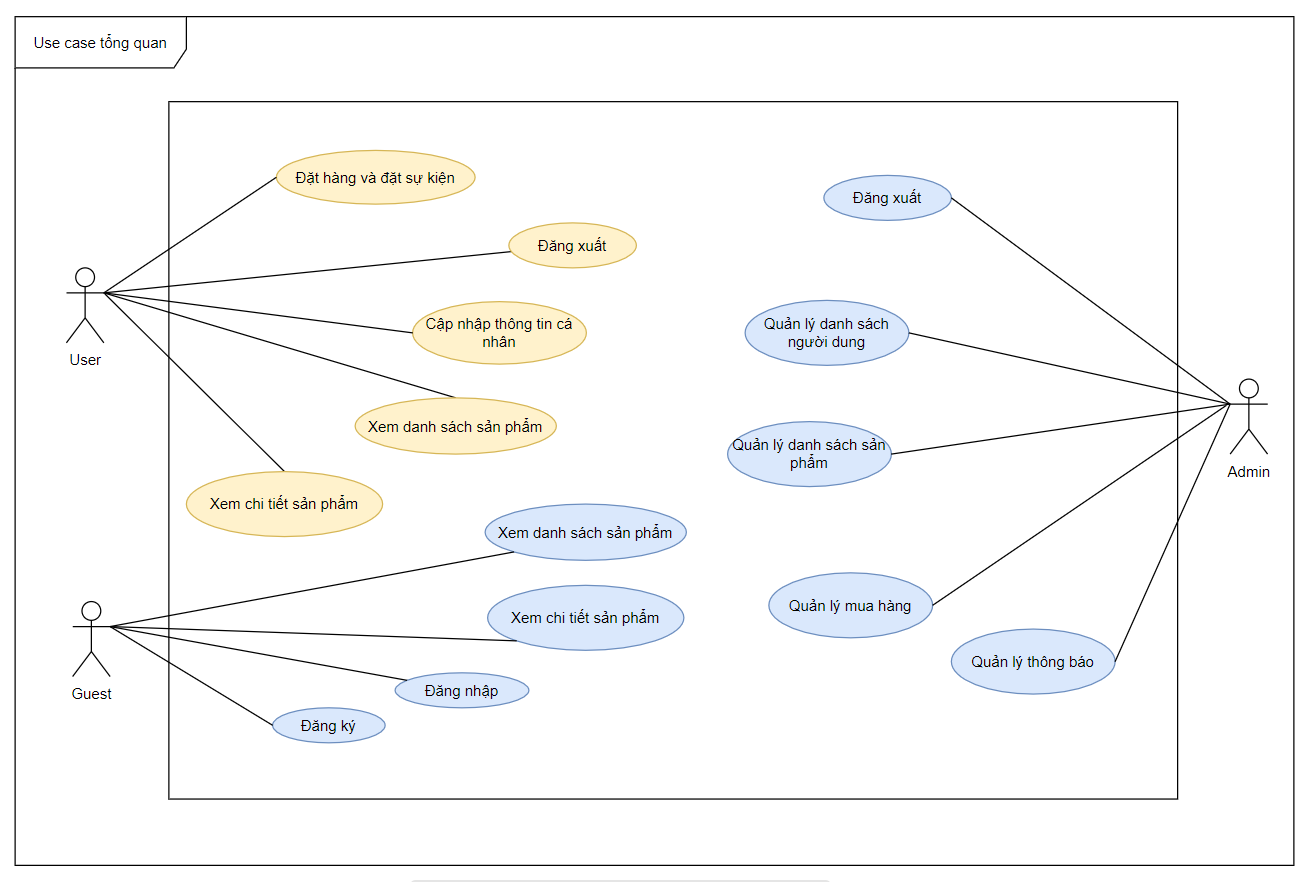 Use case tổng quan
Đặt hàng và đặt sự kiện
Đăng xuất
Đăng xuất
Cập nhập thông tin cá
nhân
Quản lý danh sách
người dung
User
Xem danh sách sản phẩm
Quản lý danh sách sản
phẩm
Admin
Xem chi tiết sản phẩm
Xem danh sách sản phẩm
Xem chi tiết sản phẩm
Quản lý mua hàng
Quản lý thông báo
Guest
Đăng nhập
Đăng ký